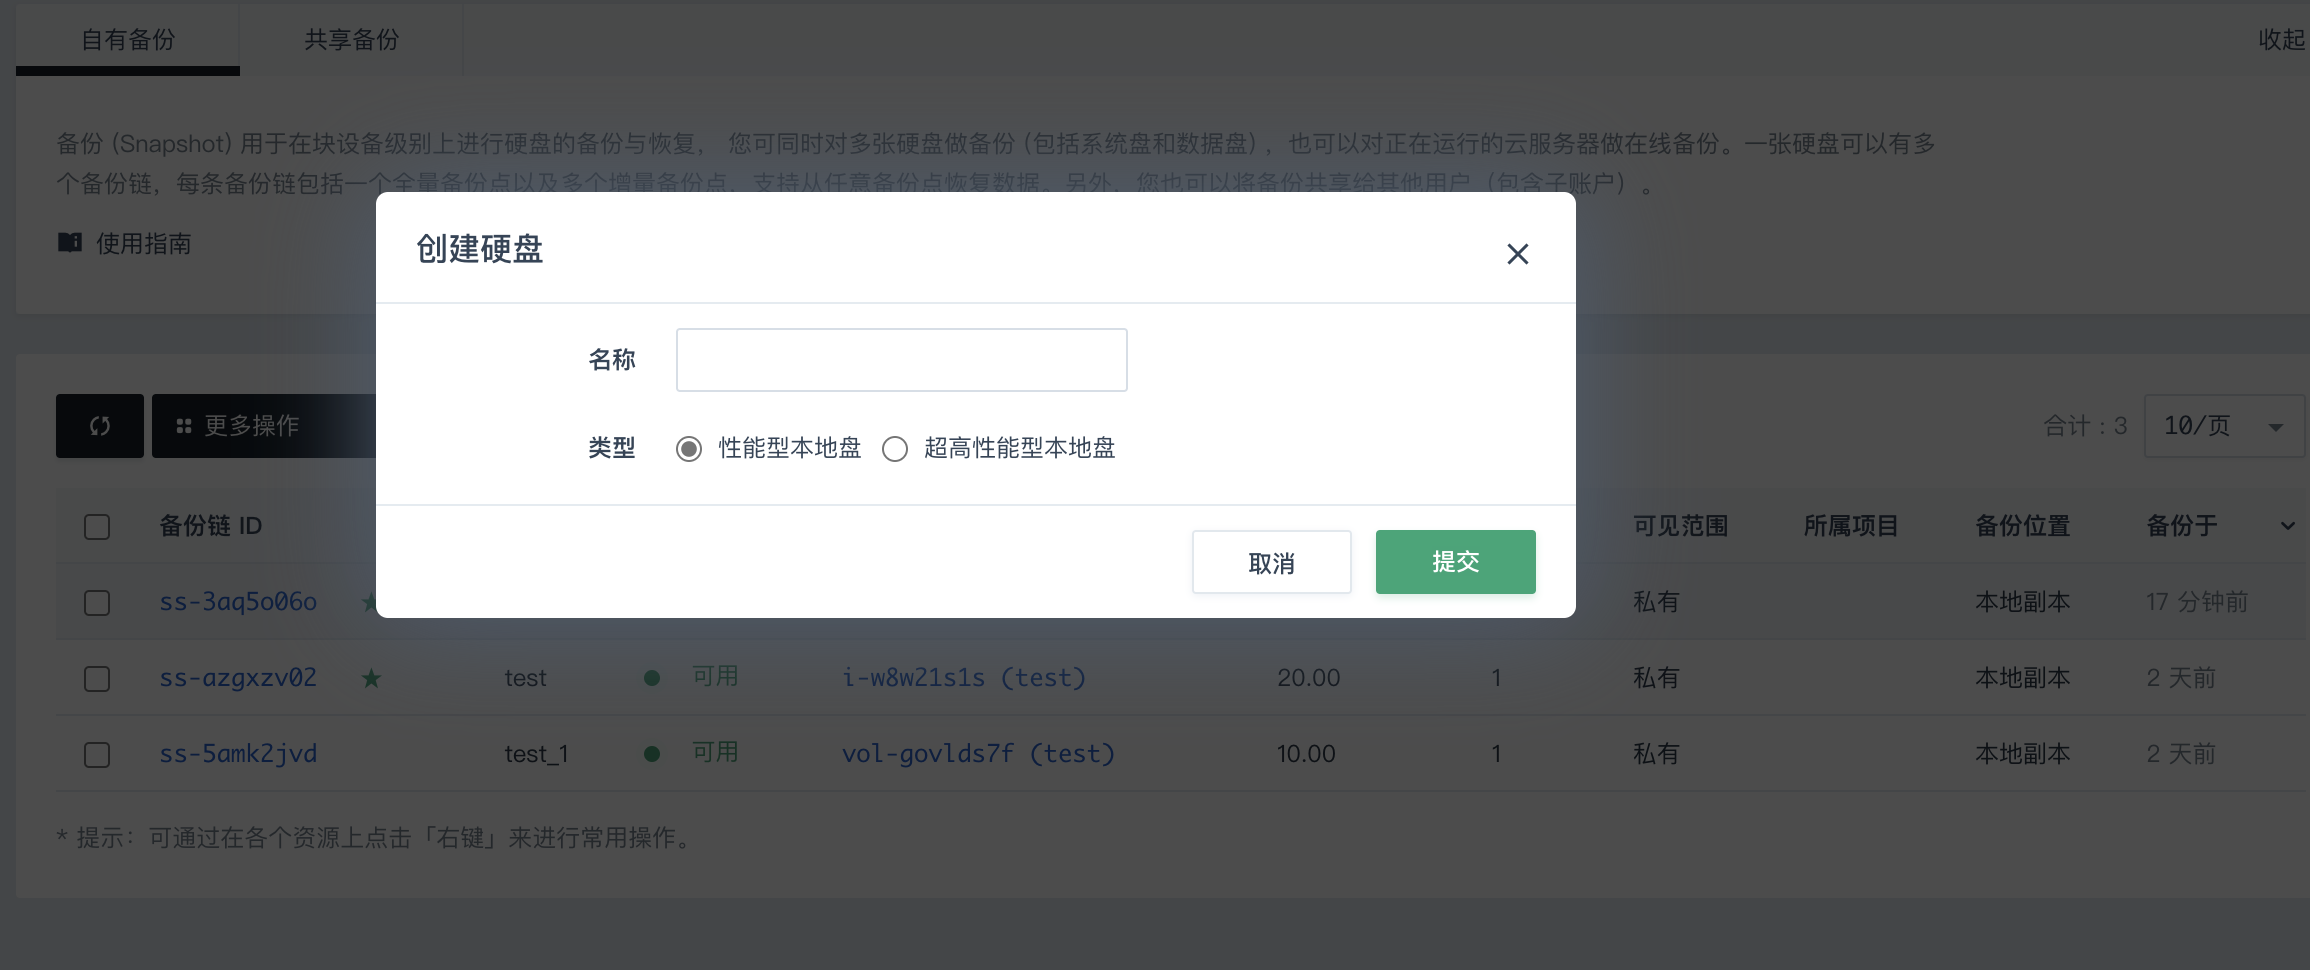 自有备份 共享备份 收起
备份 (Snapshot) 用于在块设备级别上进行硬盘的备份与恢复， 您可同时对多张硬盘做备份 (包括系统盘和数据盘) ，也可以对正在运行的云服务器做在线备份。一张硬盘可以有多
个备份链，每条备份链包括一个全量备份点以及多个增量备份点，支持从任意备份点恢复数据。另外，您也可以将备份共享给其他用户（包含子账户）。
使用指南
创建硬盘
名称
类型 性能型本地盘 超高性能型本地盘
取消 提交
更多操作 合计：3 10/页
备份链 ID 可见范围 所属项目 备份位置 备份于
ss-3aq5o06o 私有 本地副本 17 分钟前
ss-azgxzv02 test 可用 i-w8w21s1s (test) 20.00 1 私有 本地副本 2 天前
ss-5amk2jvd test_1 可用 vol-govlds7f (test) 10.00 1 私有 本地副本 2 天前
* 提示：可通过在各个资源上点击「右键」来进行常用操作。